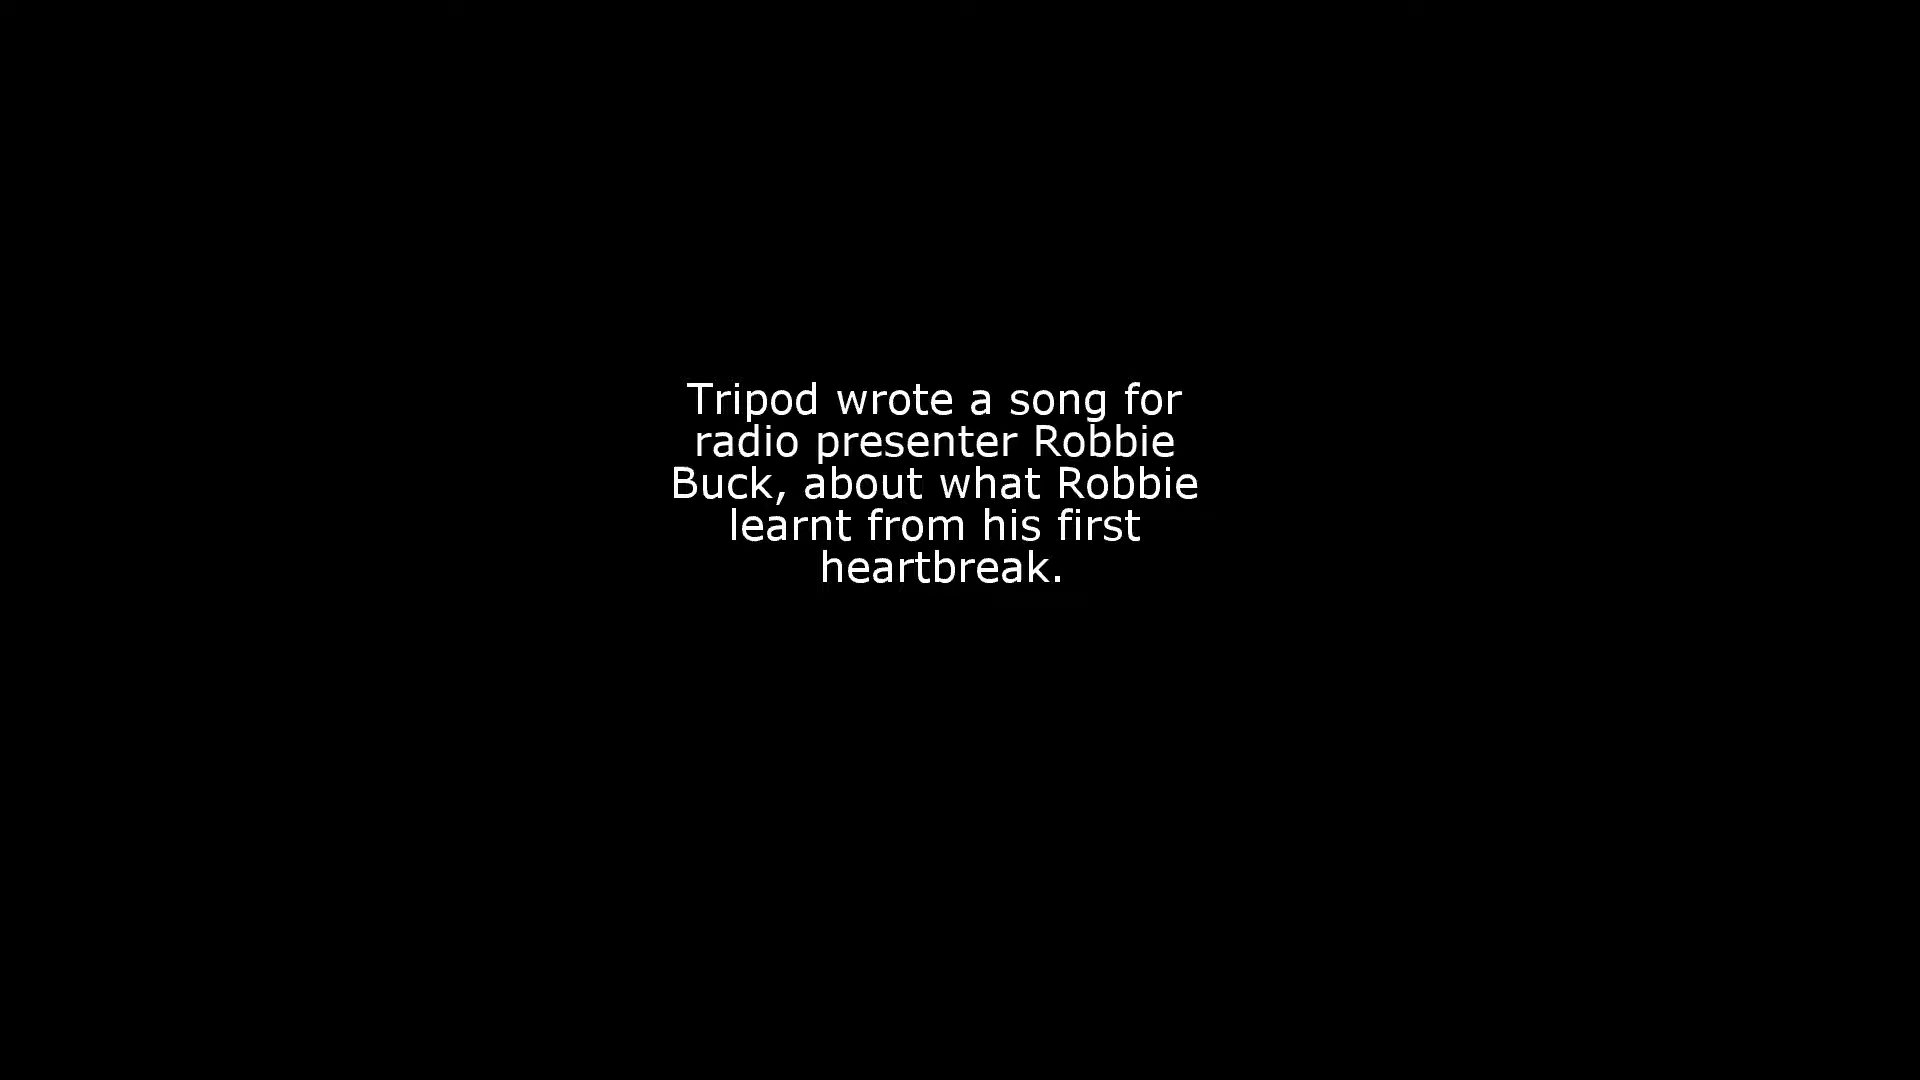 Tripod wrote a song for
radio presenter Robbie
Buck, about what Robbie
learnt from his first
heartbreak.